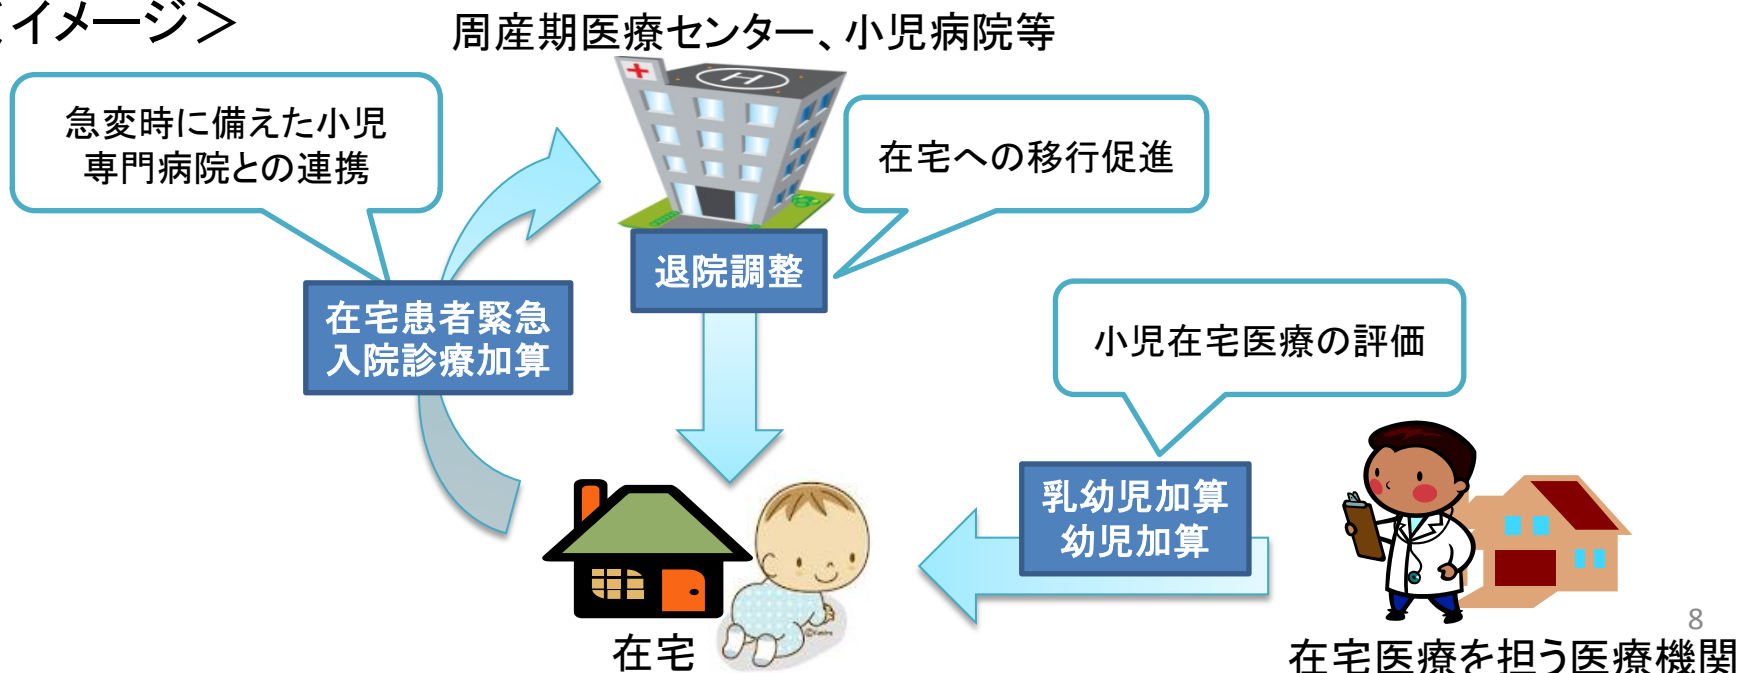 ＜イメージ＞
周産期医療センター、小児病院等
急変時に備えた小児
専門病院との連携
在宅への移行促進
退院調整
在宅患者緊急
入院診療加算
小児在宅医療の評価
乳幼児加算
幼児加算
在宅
8
在宅医療を担う医療機関